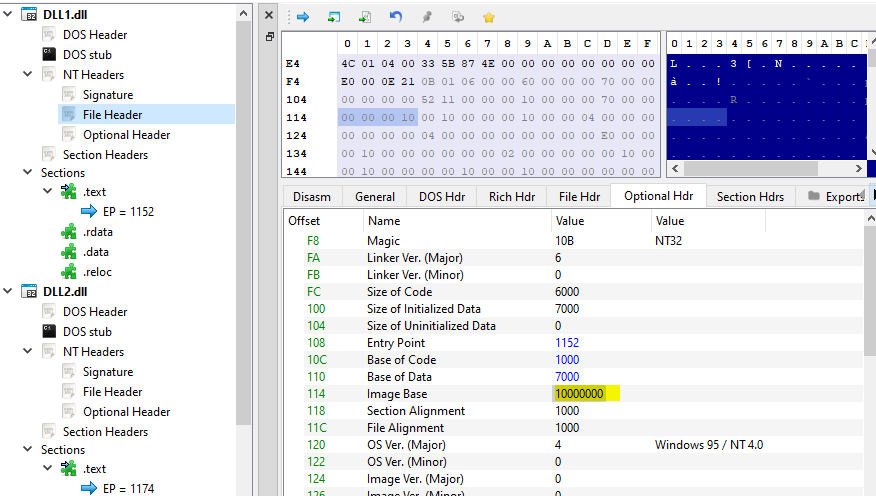 DLL1.dll
DOS Header
DOS stub
NT Headers
Signature
File Header
Optional Header
Section Headers
Sections
.text
EP = 1152
.rdata
.data
.reloc
DLL2.dll
DOS Header
DOS stub
NT Headers
Signature
File Header
Optional Header
Section Headers
Sections
.text
EP = 1174
0 1 2 3 4 5 6 7 8 9 A B C D E F
E4 4C 01 04 00 33 5B 87 4E 00 00 00 00 00 00 00 00
F4 E0 00 0E 21 0B 01 06 00 00 60 00 00 00 70 00 00
104 00 00 00 00 52 11 00 00 00 10 00 00 00 70 00 00
114 00 00 00 10 00 10 00 00 00 10 00 00 04 00 00 00
124 00 00 00 00 04 00 00 00 00 00 00 00 00 E0 00 00
134 00 10 00 00 00 00 00 00 02 00 00 00 00 00 10 00
144 00 10 00 00 00 00 10 00 00 10 00 00 00 00 00 00
0 1 2 3 4 5 6 7 8 9 A B C
L . . . 3 [ . N . . . . .
à . . ! . . . . . ` . . .
. . . . R . . . . . . . .
Disasm General DOS Hdr Rich Hdr File Hdr Optional Hdr Section Hdrs Exports
Offset Name Value Value
F8 Magic 10B NT32
FA Linker Ver. (Major) 6
FB Linker Ver. (Minor) 0
FC Size of Code 6000
100 Size of Initialized Data 7000
104 Size of Uninitialized Data 0
108 Entry Point 1152
10C Base of Code 1000
110 Base of Data 7000
114 Image Base 10000000
118 Section Alignment 1000
11C File Alignment 1000
120 OS Ver. (Major) 4 Windows 95 / NT 4.0
122 OS Ver. (Minor) 0
124 Image Ver. (Major) 0
126 Image Ver. (Minor) 0